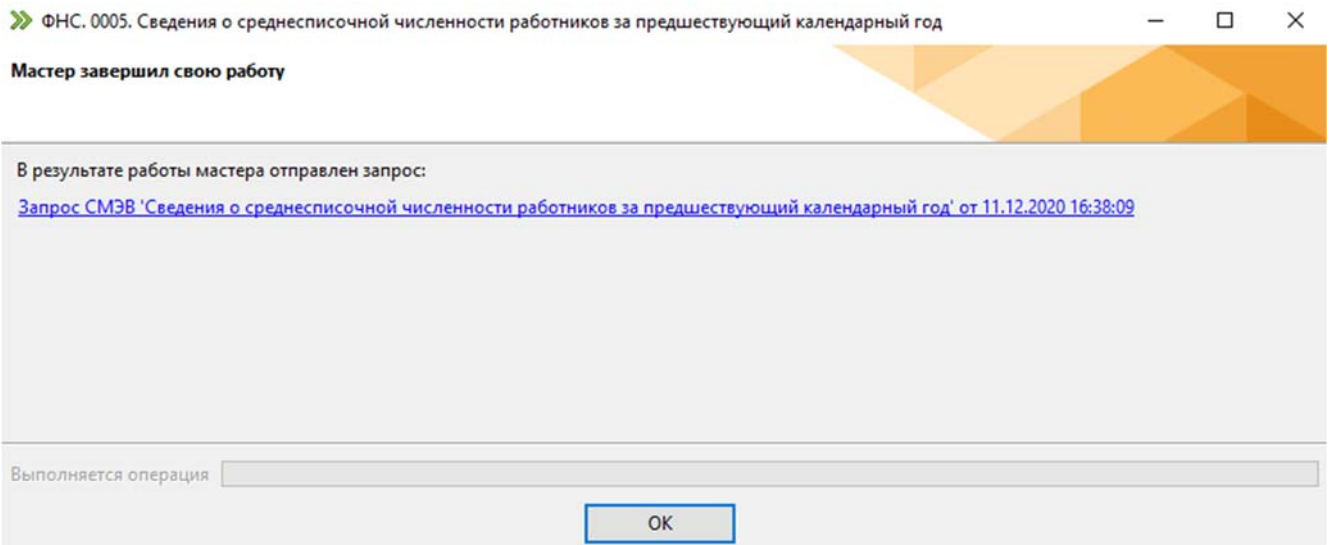 ФНС. 0005. Сведения о среднесписочной численности работников за предшествующий календарный год
Мастер завершил свою работу
В результате работы мастера отправлен запрос:
Запрос СМЭВ 'Сведения о среднесписочной численности работников за предшествующий календарный год' от 11.12.2020 16:38:09
Выполняется операция
ОК